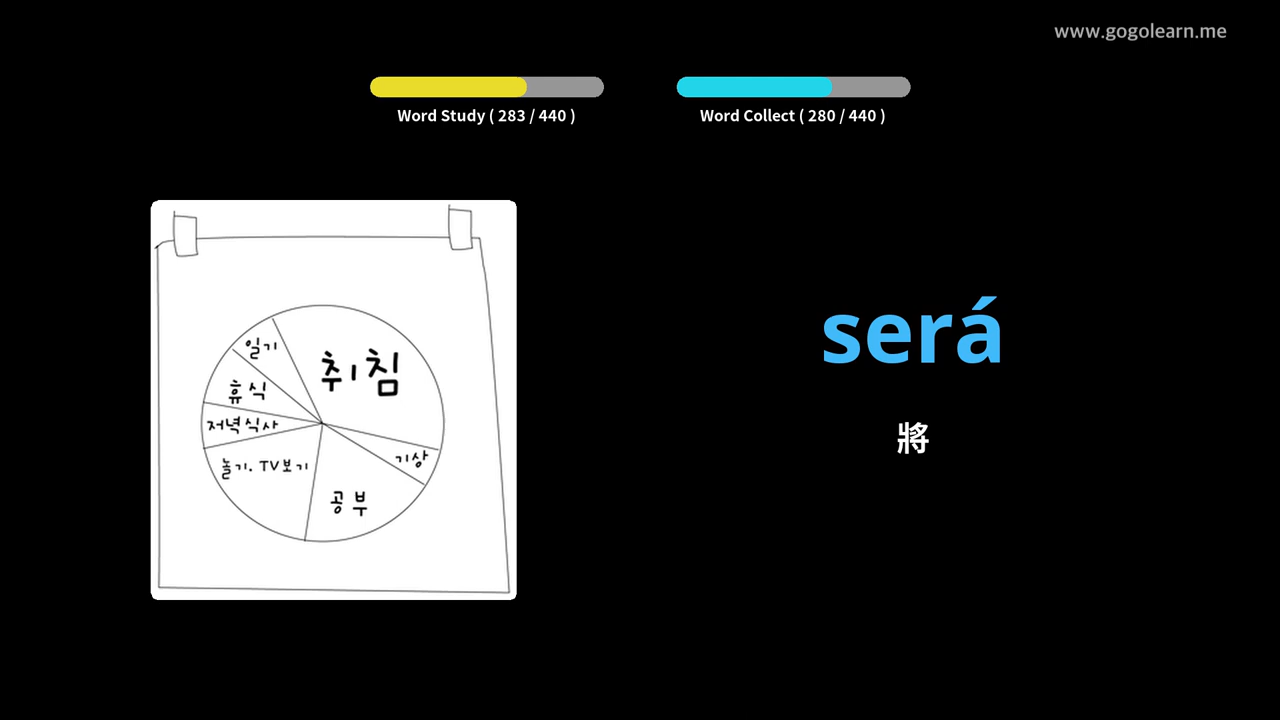 www.gogolearn.me
Word Study ( 283 / 440 )
Word Collect ( 280 / 440 )
일기
취침
휴식
저녁식사
놀기. TV보기
기상
공부
será
將